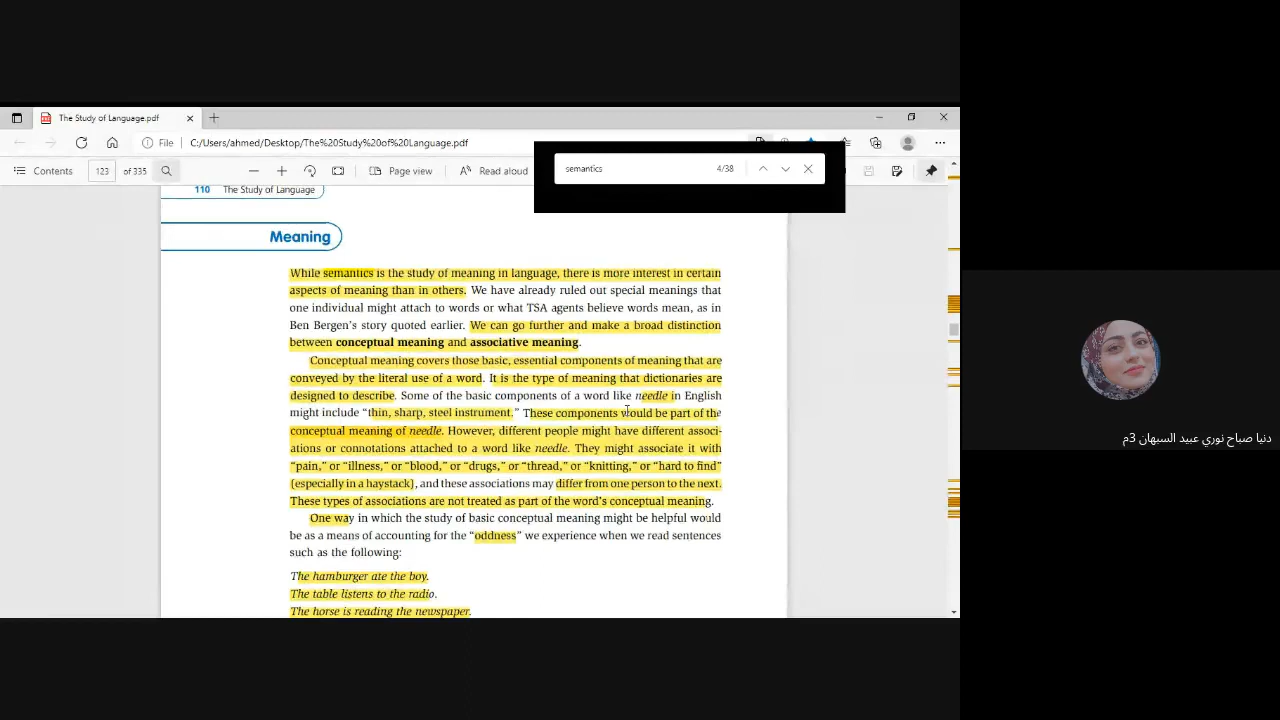 The Study of Language.pdf
File
C:/Users/ahmed/Desktop/The%20Study%20of%20Language.pdf
Contents
123
of 335
Page view
Read aloud
semantics
4/38
110 The Study of Language
Meaning
While semantics is the study of meaning in language, there is more interest in certain
aspects of meaning than in others. We have already ruled out special meanings that
one individual might attach to words or what TSA agents believe words mean, as in
Ben Bergen's story quoted earlier. We can go further and make a broad distinction
between conceptual meaning and associative meaning.
Conceptual meaning covers those basic, essential components of meaning that are
conveyed by the literal use of a word. It is the type of meaning that dictionaries are
designed to describe. Some of the basic components of a word like needle in English
might include “thin, sharp, steel instrument.” These components would be part of the
conceptual meaning of needle. However, different people might have different associ-
ations or connotations attached to a word like needle. They might associate it with
“pain,” or “illness,” or “blood,” or “drugs,” or “thread,” or “knitting,” or “hard to find”
(especially in a haystack), and these associations may differ from one person to the next.
These types of associations are not treated as part of the word's conceptual meaning.
One way in which the study of basic conceptual meaning might be helpful would
be as a means of accounting for the “oddness” we experience when we read sentences
such as the following:
The hamburger ate the boy.
The table listens to the radio.
The horse is reading the newspaper.
دنيا صباح نوري عبيد السبهان 3م